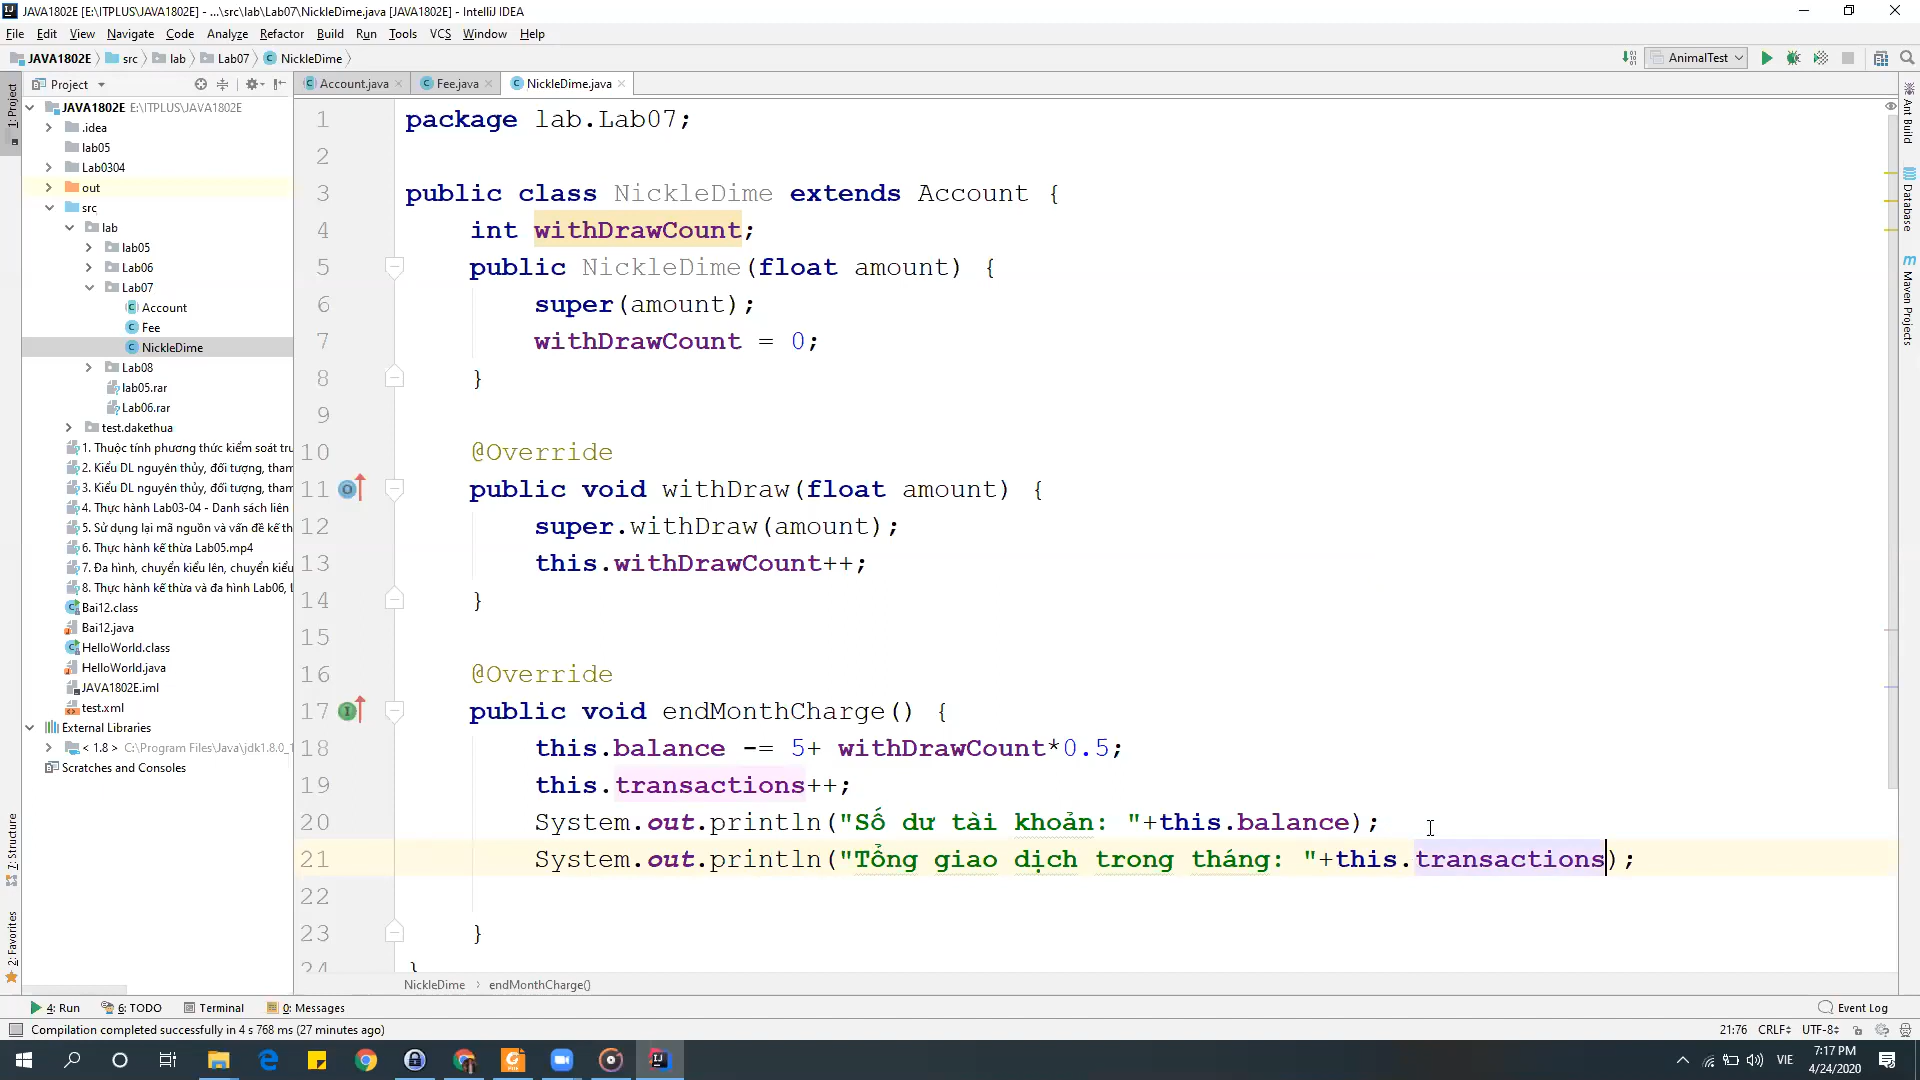 JAVA1802E [E:\ITPLUS\JAVA1802E] - ...\src\lab\Lab07\NickleDime.java [JAVA1802E] - IntelliJ IDEA
File Edit View Navigate Code Analyze Refactor Build Run Tools VCS Window Help
JAVA1802E src lab Lab07 NickleDime AnimalTest
Project
Account.java Fee.java NickleDime.java
1: Project
JAVA1802E E:\ITPLUS\JAVA1802E
.idea
lab05
Lab0304
out
src
lab
lab05
Lab06
Lab07
Account
Fee
NickleDime
Lab08
lab05.rar
Lab06.rar
test.dakethua
1. Thuộc tính phương thức kiểm soát tru
2. Kiểu DL nguyên thủy, đối tượng, tham
3. Kiểu DL nguyên thủy, đối tượng, tham
4. Thực hành Lab03-04 - Danh sách liên
5. Sử dụng lại mã nguồn và vấn đề kế th
6. Thực hành kế thừa Lab05.mp4
7. Đa hình, chuyển kiểu lên, chuyển kiểu
8. Thực hành kế thừa và đa hình Lab06, L
Bai12.class
Bai12.java
HelloWorld.class
HelloWorld.java
JAVA1802E.iml
test.xml
External Libraries
< 1.8 > C:\Program Files\Java\jdk1.8.0_1
Scratches and Consoles
7: Structure
2: Favorites
1 package lab.Lab07;
2
3 public class NickleDime extends Account {
4 int withDrawCount;
5 public NickleDime(float amount) {
6 super(amount);
7 withDrawCount = 0;
8 }
9
10 @Override
11 public void withDraw(float amount) {
12 super.withDraw(amount);
13 this.withDrawCount++;
14 }
15
16 @Override
17 public void endMonthCharge() {
18 this.balance -= 5+ withDrawCount*0.5;
19 this.transactions++;
20 System.out.println("Số dư tài khoản: "+this.balance);
21 System.out.println("Tổng giao dịch trong tháng: "+this.transactions);
22
23 }
24 }
NickleDime › endMonthCharge()
Ant Build
Database
Maven Projects
4: Run 6: TODO Terminal 0: Messages Event Log
Compilation completed successfully in 4 s 768 ms (27 minutes ago) 21:76 CRLF UTF-8
VIE 7:17 PM
4/24/2020